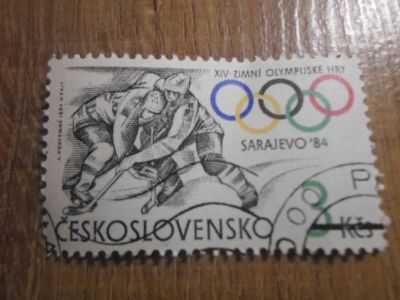 XIV. ZIMNÍ OLYMPIJSKÉ HRY
SARAJEVO '84
3 Kčs
ČESKOSLOVENSKO